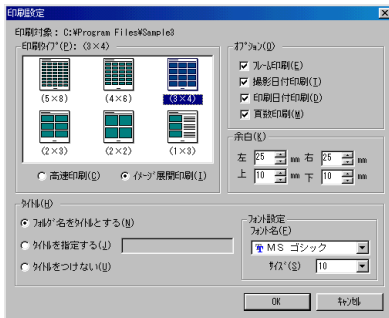 印刷設定
印刷対象： C:¥Program Files¥Sample3
印刷ﾀｲﾌﾟ(P): (3×4)
(5×8) (4×6) (3×4)
(2×3) (2×2) (1×3)
高速印刷(C) ｲﾒｰｼﾞ展開印刷(I)
ｵﾌﾟｼｮﾝ(O)
ﾌﾚｰﾑ印刷(E)
撮影日付印刷(T)
印刷日付印刷(D)
頁数印刷(M)
余白(K)
左 25 mm 右 25 mm
上 10 mm 下 10 mm
ﾀｲﾄﾙ(H)
ﾌｫﾙﾀﾞ名をﾀｲﾄﾙとする(N)
ﾀｲﾄﾙを指定する(J)
ﾀｲﾄﾙをつけない(U)
ﾌｫﾝﾄ設定
ﾌｫﾝﾄ名(F)
ＭＳ ゴシック
ｻｲｽﾞ(S) 10
OK ｷｬﾝｾﾙ